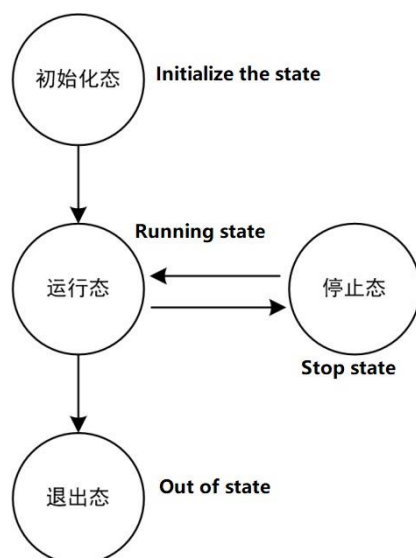 初始化态
Initialize the state
Running state
运行态
停止态
Stop state
退出态
Out of state